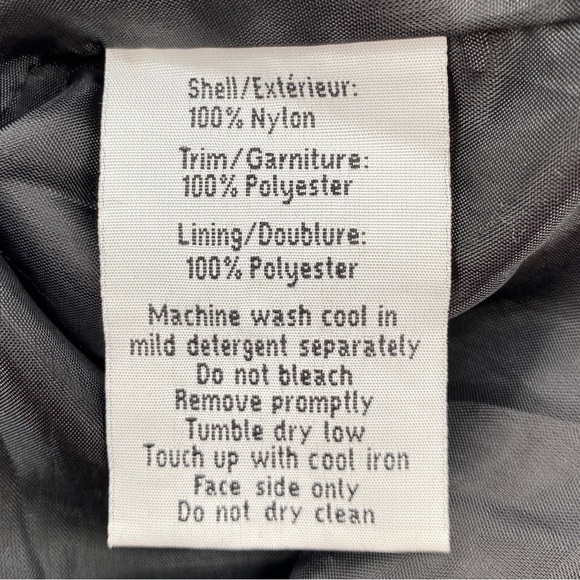 Shell/Extérieur:
100% Nylon
Trim/Garniture:
100% Polyester
Lining/Doublure:
100% Polyester
Machine wash cool in
mild detergent separately
Do not bleach
Remove promptly
Tumble dry low
Touch up with cool iron
Face side only
Do not dry clean